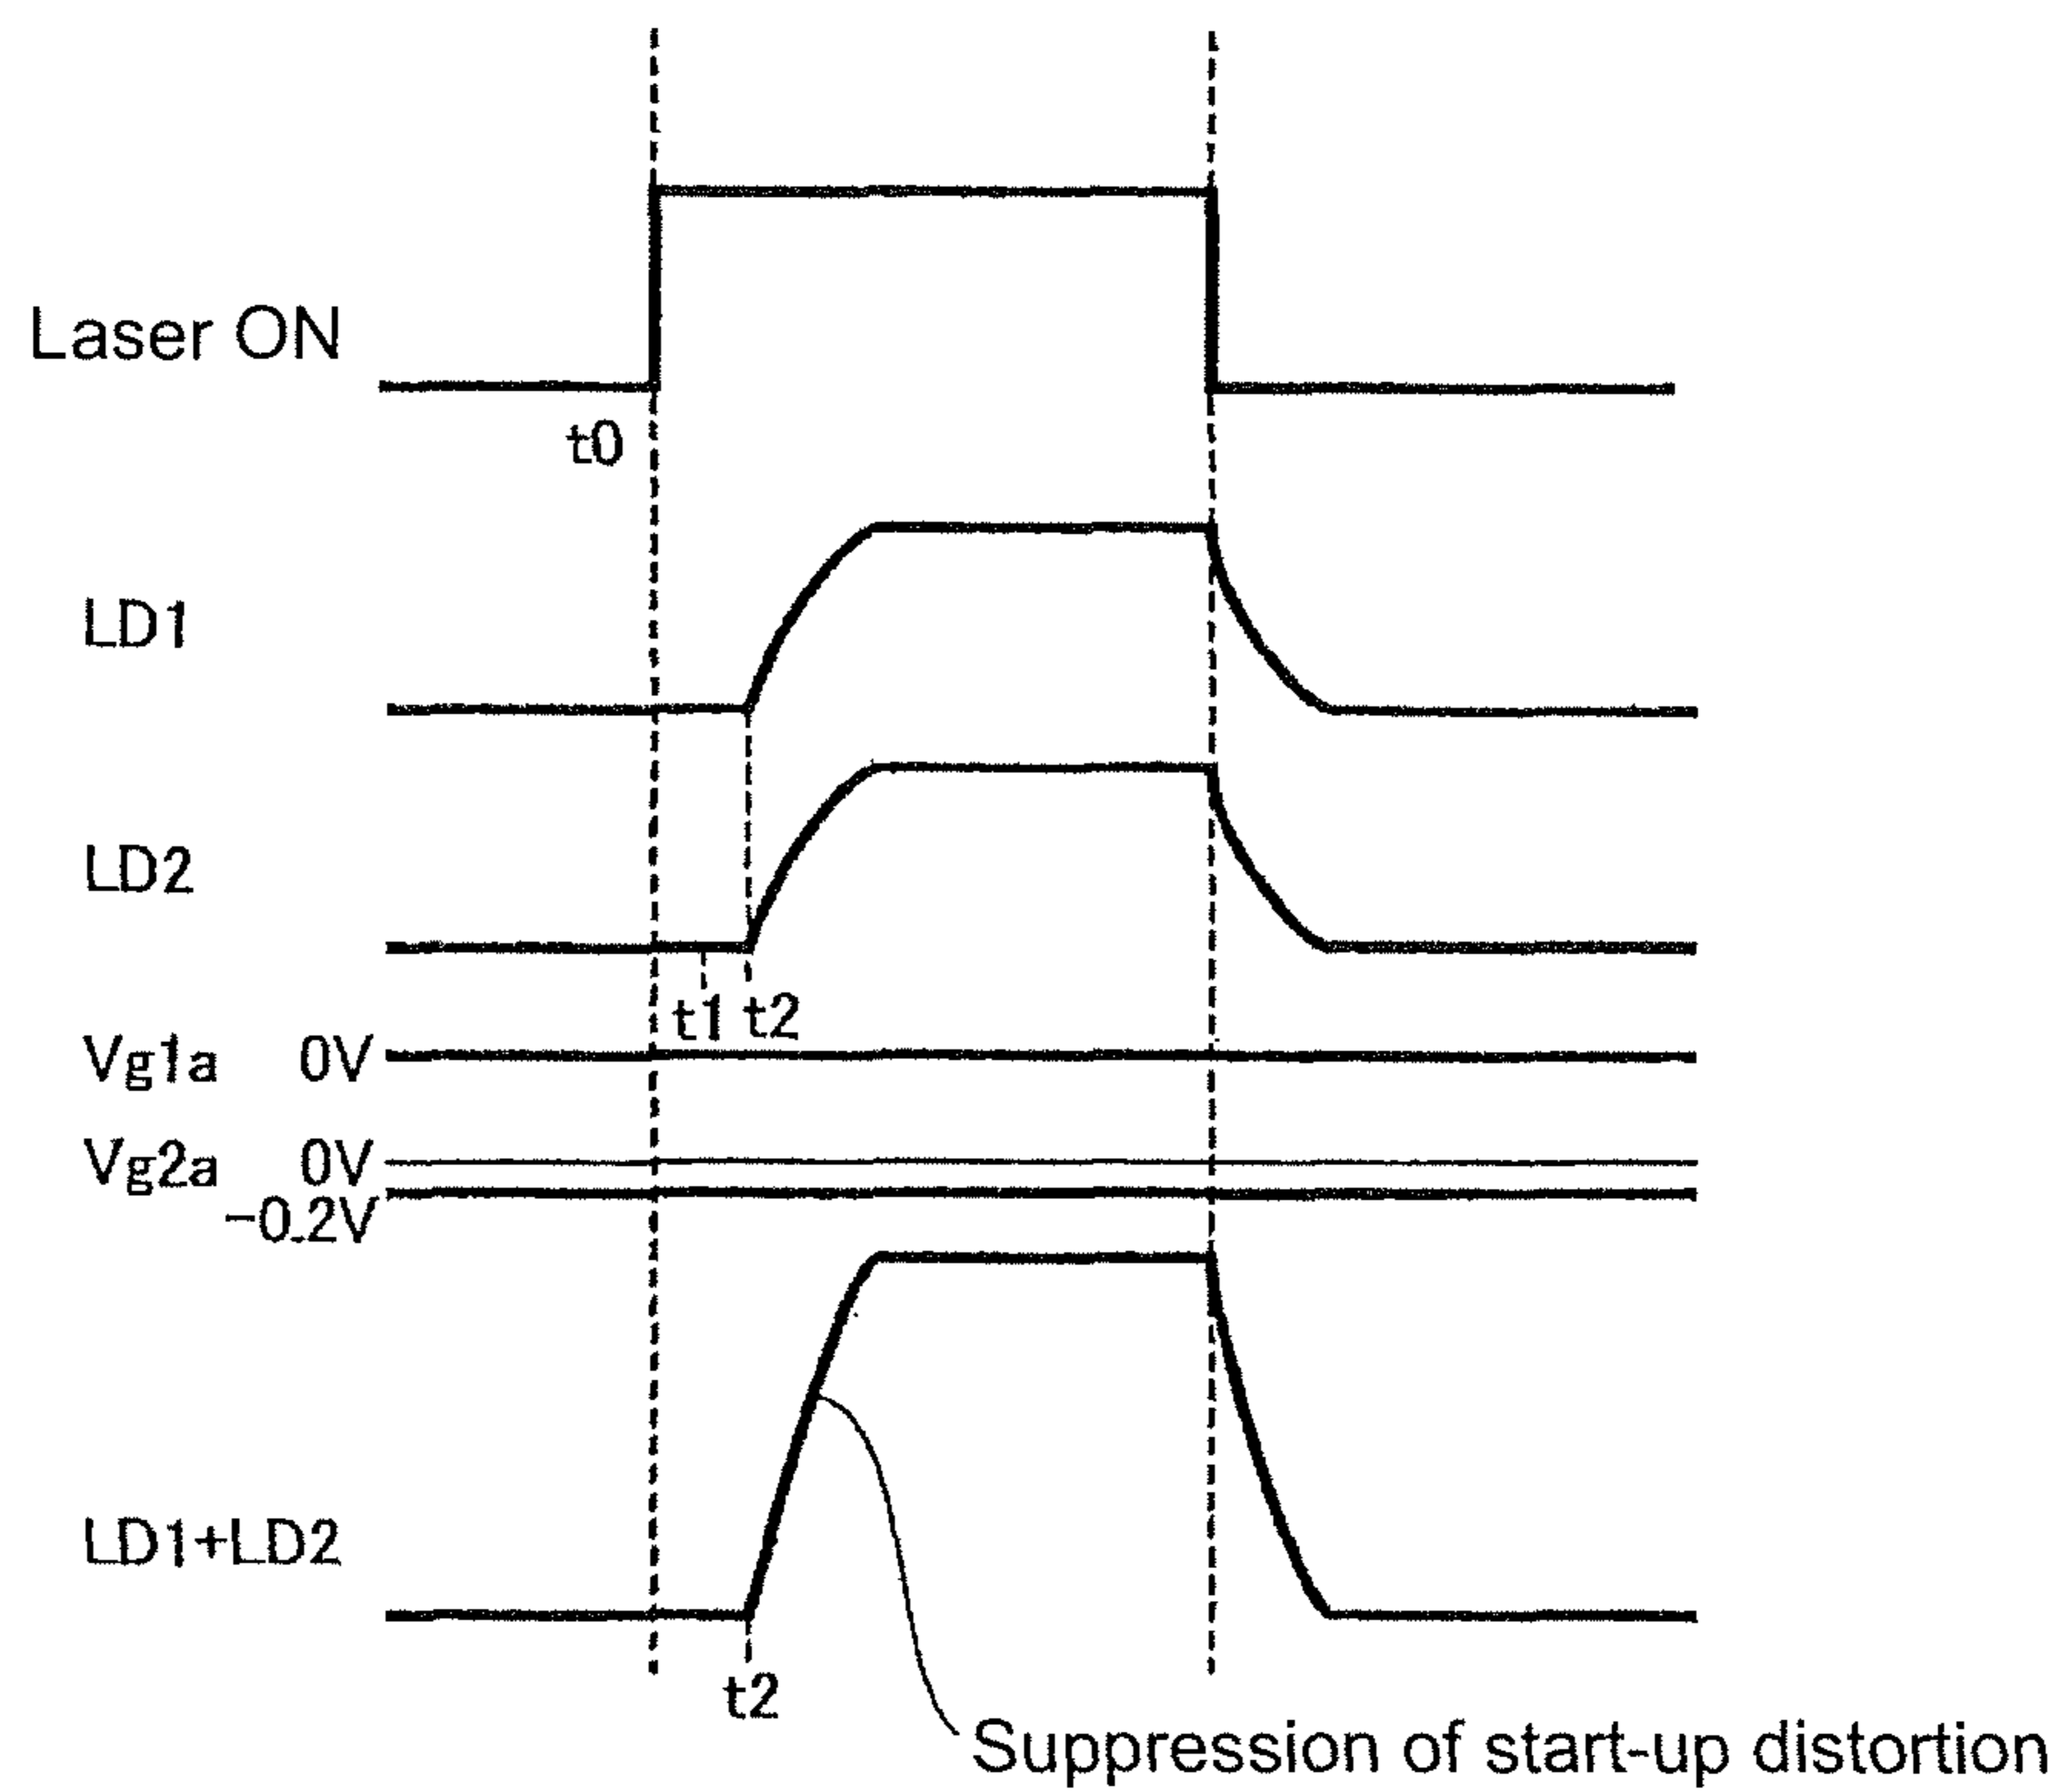 Laser ON
t0
LD1
LD2
t1 t2
Vg1a 0V
Vg2a 0V
-0.2V
LD1+LD2
t2
Suppression of start-up distortion